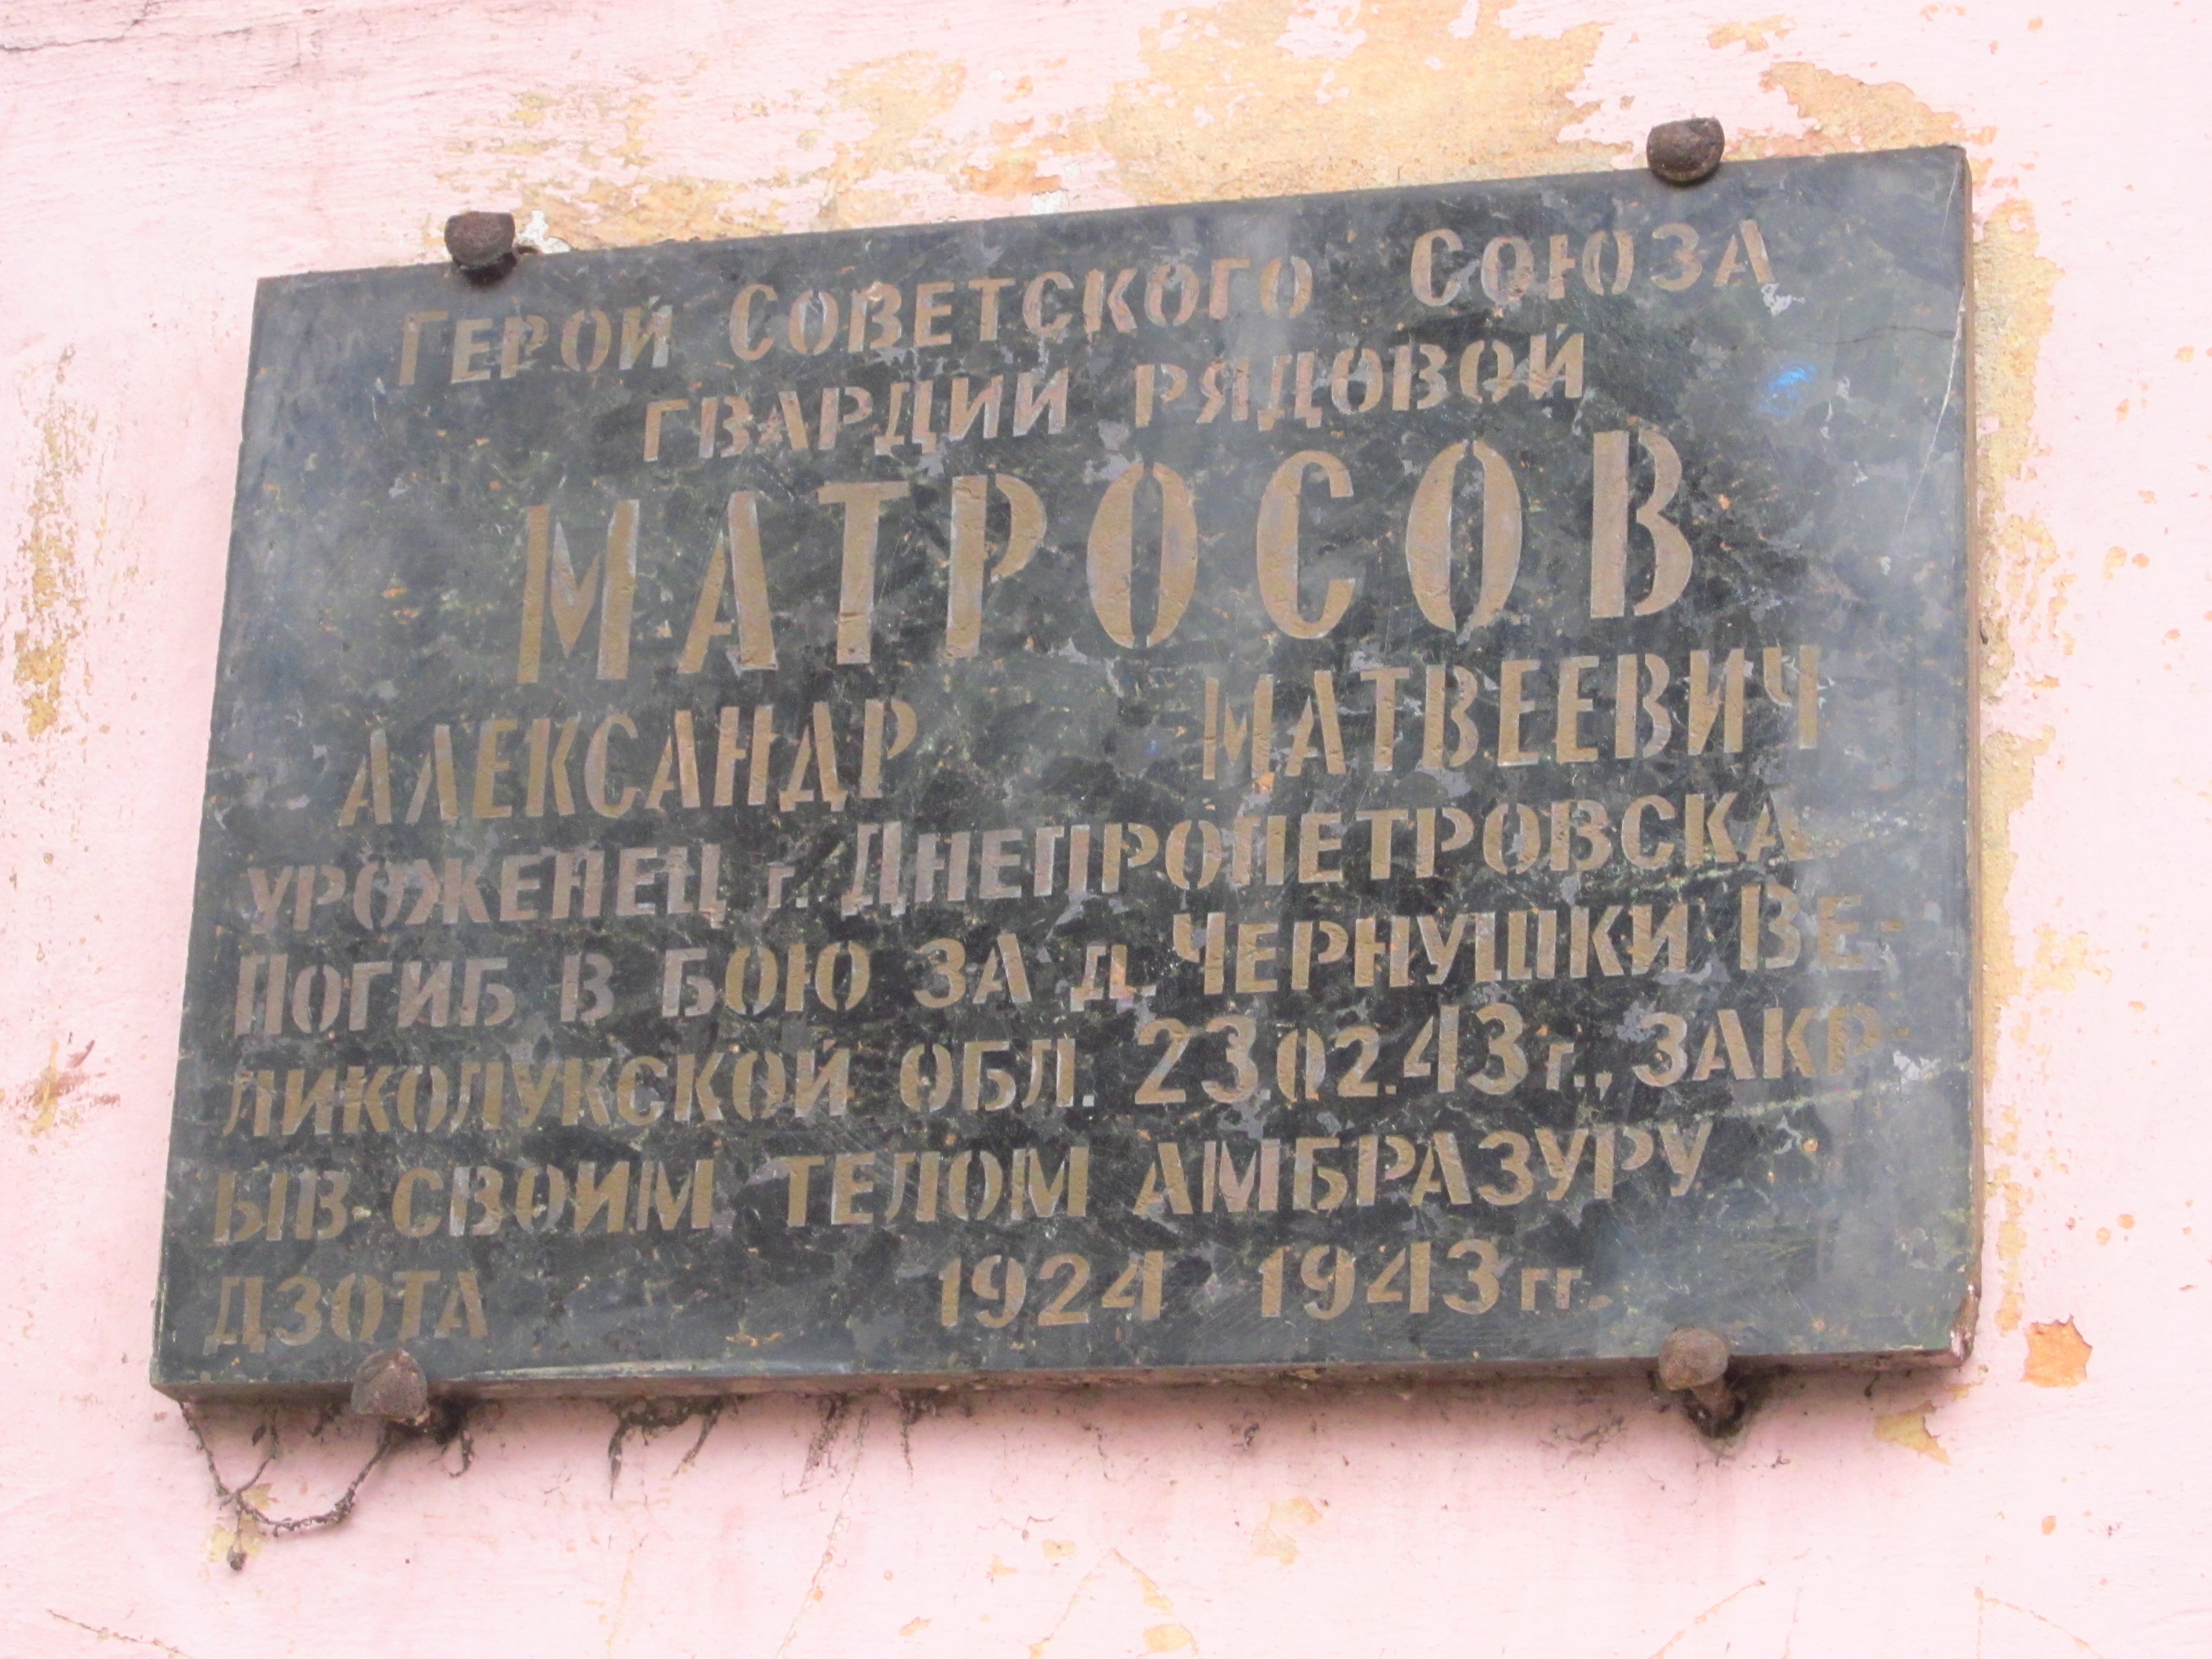 Герой Советского Союза
гвардии рядовой
МАТРОСОВ
Александр Матвеевич
уроженец г. Днепропетровска
Погиб в бою за д. Чернушки Ве-
ликолукской обл. 23.02.43 г., закр-
ыв своим телом амбразуру
дзота 1924 1943 гг.